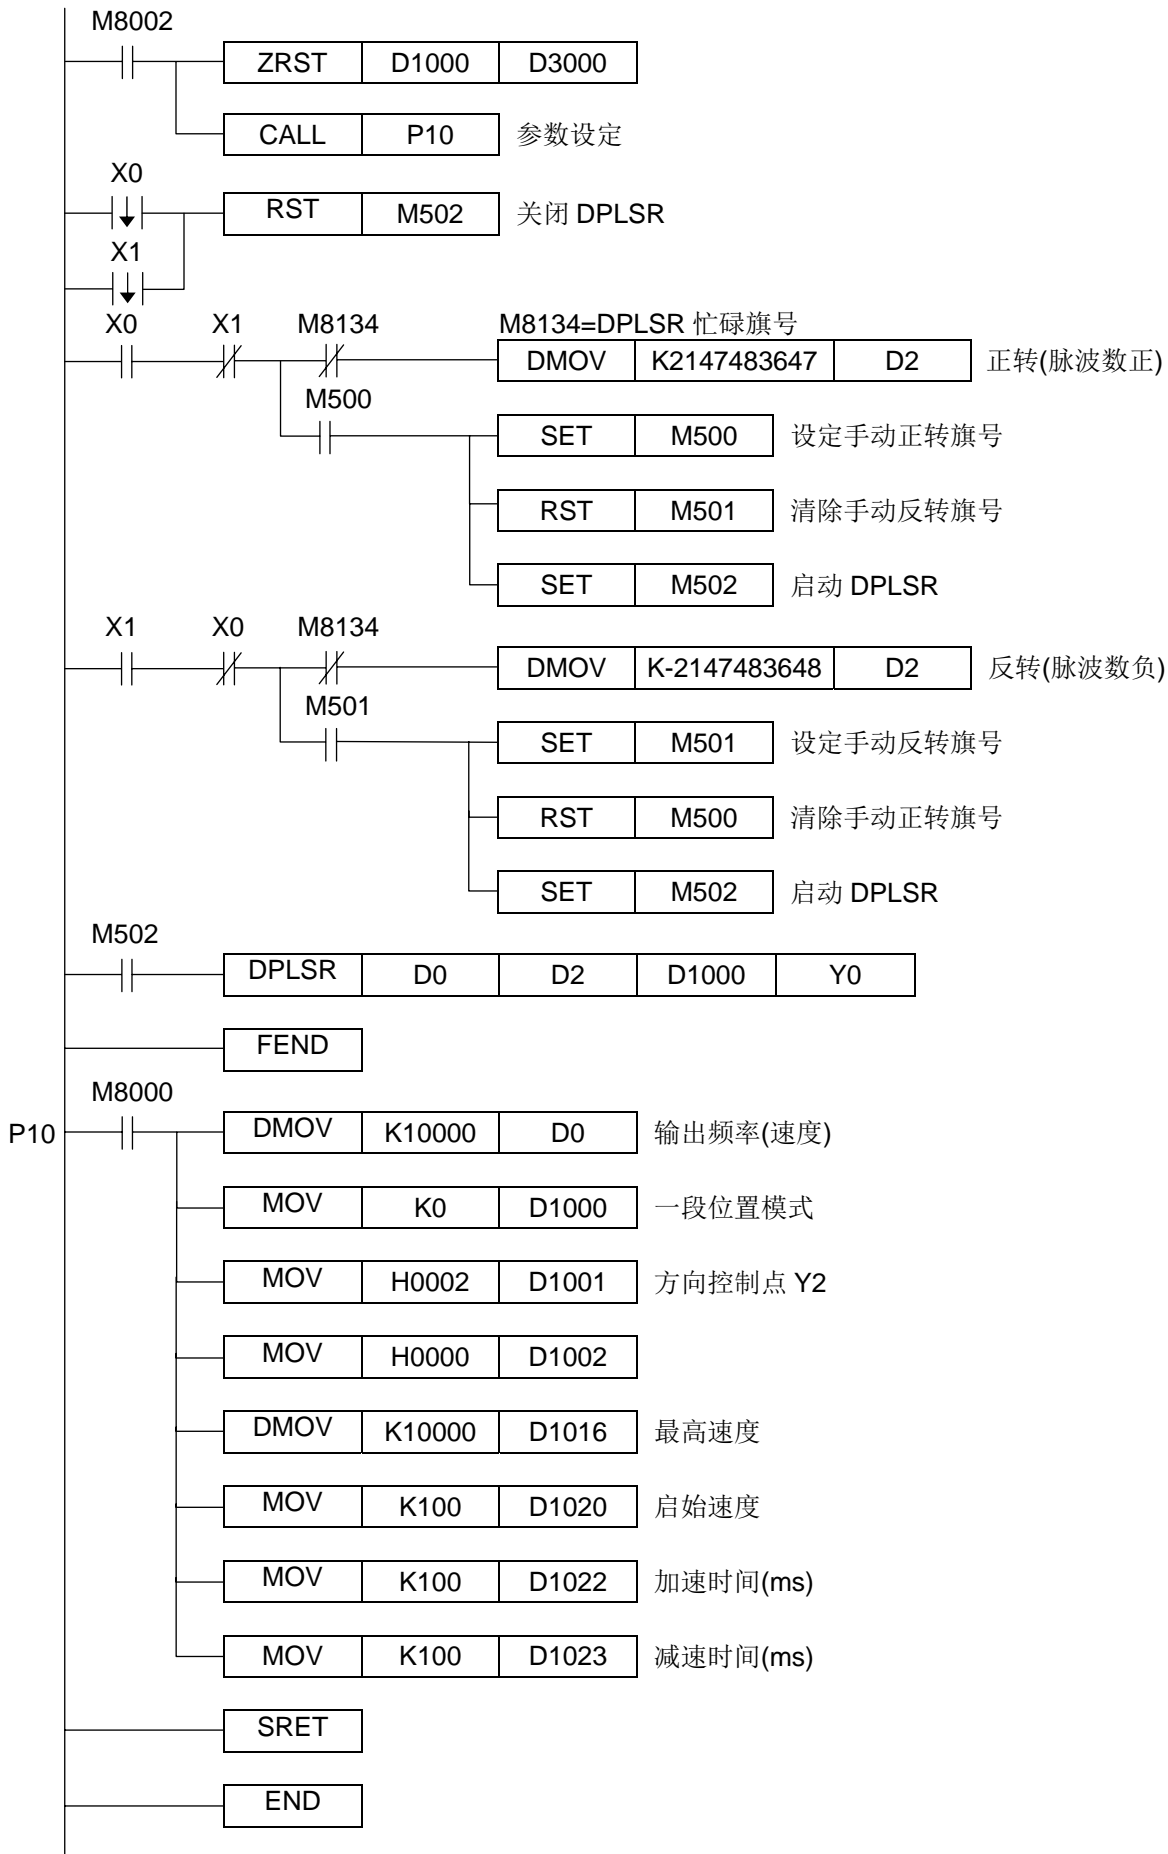 M8002
ZRST D1000 D3000
CALL P10 参数设定
X0
RST M502 关闭 DPLSR
X1
X0 X1 M8134 M8134=DPLSR 忙碌旗号
DMOV K2147483647 D2 正转(脉波数正)
M500
SET M500 设定手动正转旗号
RST M501 清除手动反转旗号
SET M502 启动 DPLSR
X1 X0 M8134
DMOV K-2147483648 D2 反转(脉波数负)
M501
SET M501 设定手动反转旗号
RST M500 清除手动正转旗号
SET M502 启动 DPLSR
M502
DPLSR D0 D2 D1000 Y0
FEND
M8000
P10 DMOV K10000 D0 输出频率(速度)
MOV K0 D1000 一段位置模式
MOV H0002 D1001 方向控制点 Y2
MOV H0000 D1002
DMOV K10000 D1016 最高速度
MOV K100 D1020 启始速度
MOV K100 D1022 加速时间(ms)
MOV K100 D1023 减速时间(ms)
SRET
END